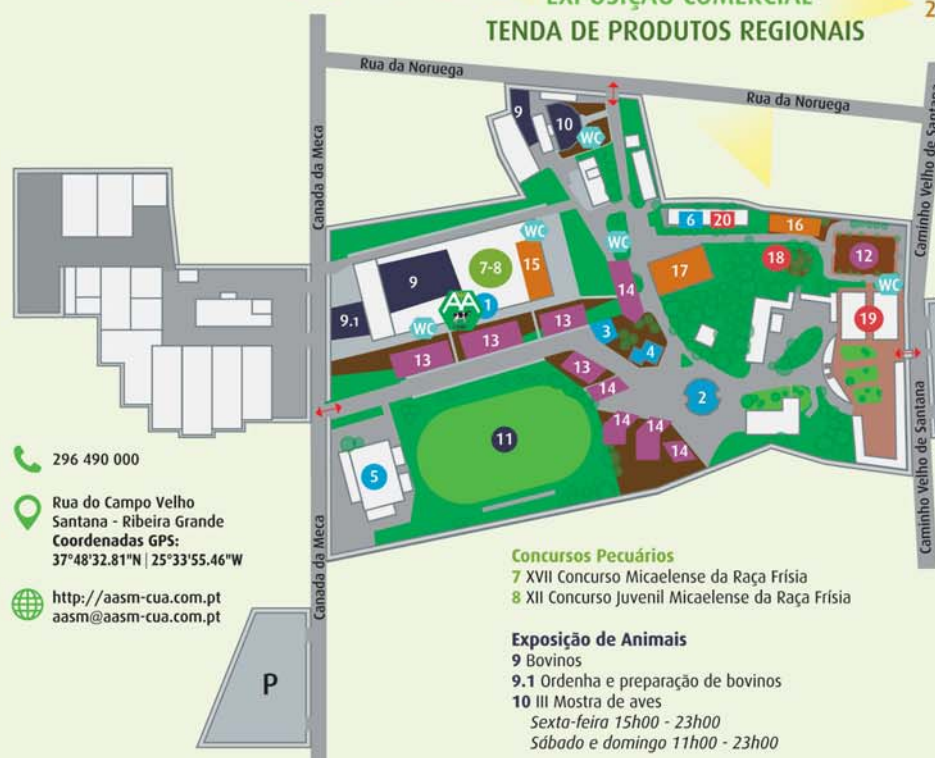 EXPOSIÇÃO COMERCIAL
TENDA DE PRODUTOS REGIONAIS
2
Rua da Noruega
Rua da Noruega
Caminho Velho de Santana
Canada da Meca
9
10
WC
WC
6
20
16
12
18
WC
WC
7-8
15
17
14
9
9.1
AA
1
WC
13
13
13
3
4
19
13
14
2
14
14
14
11
5
Caminho Velho de Santana
Canada da Meca
P
296 490 000
Rua do Campo Velho
Santana - Ribeira Grande
Coordenadas GPS:
37°48'32.81"N | 25°33'55.46"W
http://aasm-cua.com.pt
aasm@aasm-cua.com.pt
Concursos Pecuários
7 XVII Concurso Micaelense da Raça Frísia
8 XII Concurso Juvenil Micaelense da Raça Frísia
Exposição de Animais
9 Bovinos
9.1 Ordenha e preparação de bovinos
10 III Mostra de aves
Sexta-feira 15h00 - 23h00
Sábado e domingo 11h00 - 23h00